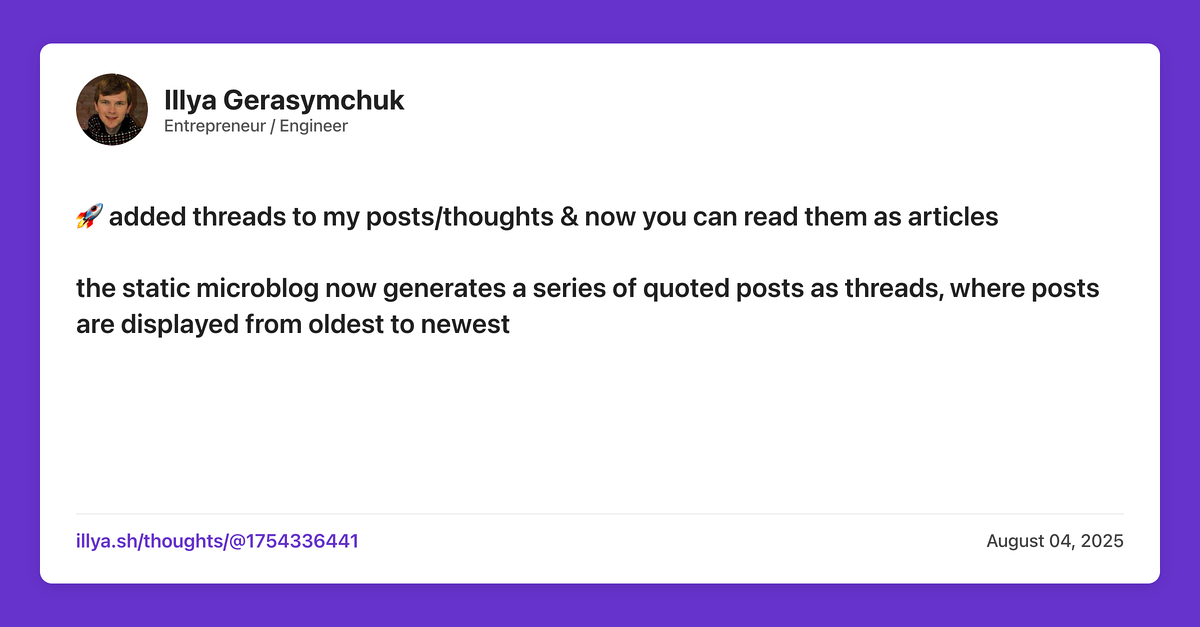 Illya Gerasymchuk
Entrepreneur / Engineer
🚀 added threads to my posts/thoughts & now you can read them as articles
the static microblog now generates a series of quoted posts as threads, where posts
are displayed from oldest to newest
illya.sh/thoughts/@1754336441
August 04, 2025